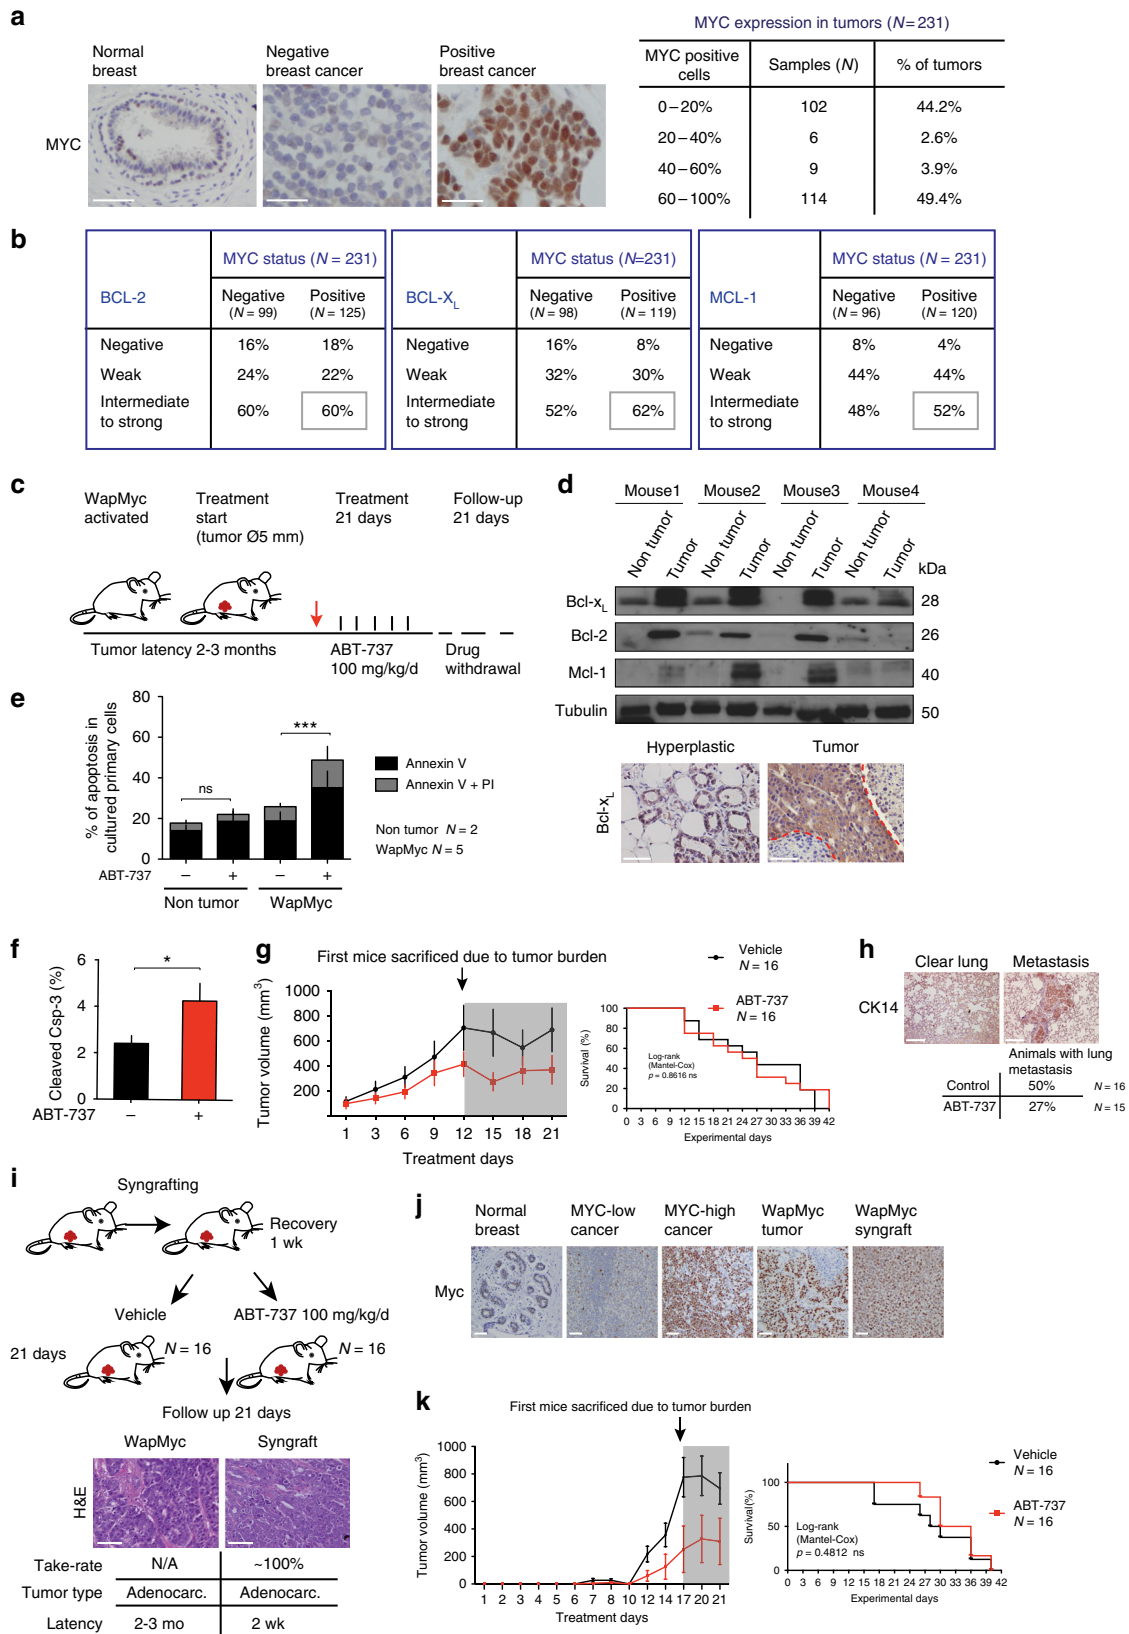 a
Normal
breast
Negative
breast cancer
Positive
breast cancer
MYC
MYC expression in tumors (N=231)
MYC positive
cells
Samples (N)
% of tumors
0–20% 102 44.2%
20–40% 6 2.6%
40–60% 9 3.9%
60–100% 114 49.4%
b
BCL-2
MYC status (N = 231)
Negative
(N = 99)
Positive
(N = 125)
Negative 16% 18%
Weak 24% 22%
Intermediate
to strong 60% 60%
BCL-XL
MYC status (N=231)
Negative
(N = 98)
Positive
(N = 119)
Negative 16% 8%
Weak 32% 30%
Intermediate
to strong 52% 62%
MCL-1
MYC status (N = 231)
Negative
(N = 96)
Positive
(N = 120)
Negative 8% 4%
Weak 44% 44%
Intermediate
to strong 48% 52%
c
WapMyc
activated
Treatment
start
(tumor Ø5 mm)
Treatment
21 days
Follow-up
21 days
Tumor latency 2-3 months
ABT-737
100 mg/kg/d
Drug
withdrawal
d
Mouse1 Mouse2 Mouse3 Mouse4
Non tumor Tumor Non tumor Tumor Non tumor Tumor Non tumor Tumor
kDa
Bcl-xL 28
Bcl-2 26
Mcl-1 40
Tubulin 50
Hyperplastic Tumor
Bcl-xL
e
% of apoptosis in
cultured primary cells
80
60
40
20
0
ns
***
Annexin V
Annexin V + PI
Non tumor N = 2
WapMyc N = 5
ABT-737 – + – +
Non tumor WapMyc
f
Cleaved Csp-3 (%)
6
4
2
0
*
ABT-737 – +
g
First mice sacrificed due to tumor burden
Tumor volume (mm3)
1000
800
600
400
200
1 3 6 9 12 15 18 21
Treatment days
Vehicle
N = 16
ABT-737
N = 16
Survival (%)
100
80
60
40
20
0
Log-rank
(Mantel-Cox)
p = 0.8616 ns
0 3 6 9 12 15 18 21 24 27 30 33 36 39 42
Experimental days
h
Clear lung Metastasis
CK14
Animals with lung
metastasis
Control 50% N = 16
ABT-737 27% N = 15
i
Syngrafting
Recovery
1 wk
Vehicle
ABT-737 100 mg/kg/d
21 days
N = 16
N = 16
Follow up 21 days
WapMyc Syngraft
H&E
Take-rate N/A ~100%
Tumor type Adenocarc. Adenocarc.
Latency 2-3 mo 2 wk
j
Normal
breast
MYC-low
cancer
MYC-high
cancer
WapMyc
tumor
WapMyc
syngraft
Myc
k
First mice sacrificed due to tumor burden
Tumor volume (mm3)
1000
800
600
400
200
0
1 2 3 4 5 6 7 8 10 12 14 17 20 21
Treatment days
Vehicle
N = 16
ABT-737
N = 16
Survival(%)
100
50
0
Log-rank
(Mantel-Cox)
p = 0.4812 ns
0 3 6 9 12 15 18 21 24 27 30 33 36 39 42
Experimental days